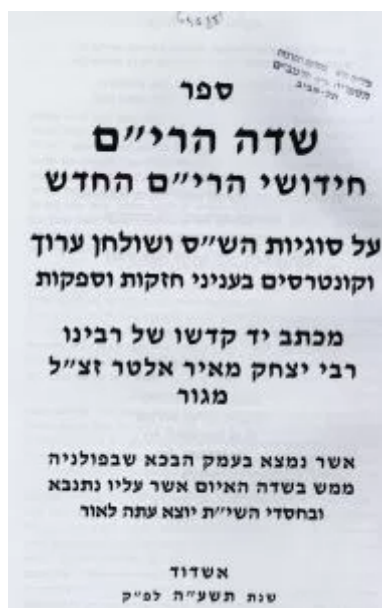 ספר
שדה הרי״ם
חידושי הרי״ם החדש
על סוגיות הש״ס ושולחן ערוך
וקונטרסים בעניני חזקות וספקות
מכתב יד קדשו של רבינו
רבי יצחק מאיר אלטר זצ״ל
מגור
אשר נמצא בעמק הבכא שבפולניה
ממש בשדה האיום אשר עליו נתנבא
ובחסדי השי״ת יוצא עתה לאור
אשדוד
שנת תשע״ה לפ״ק